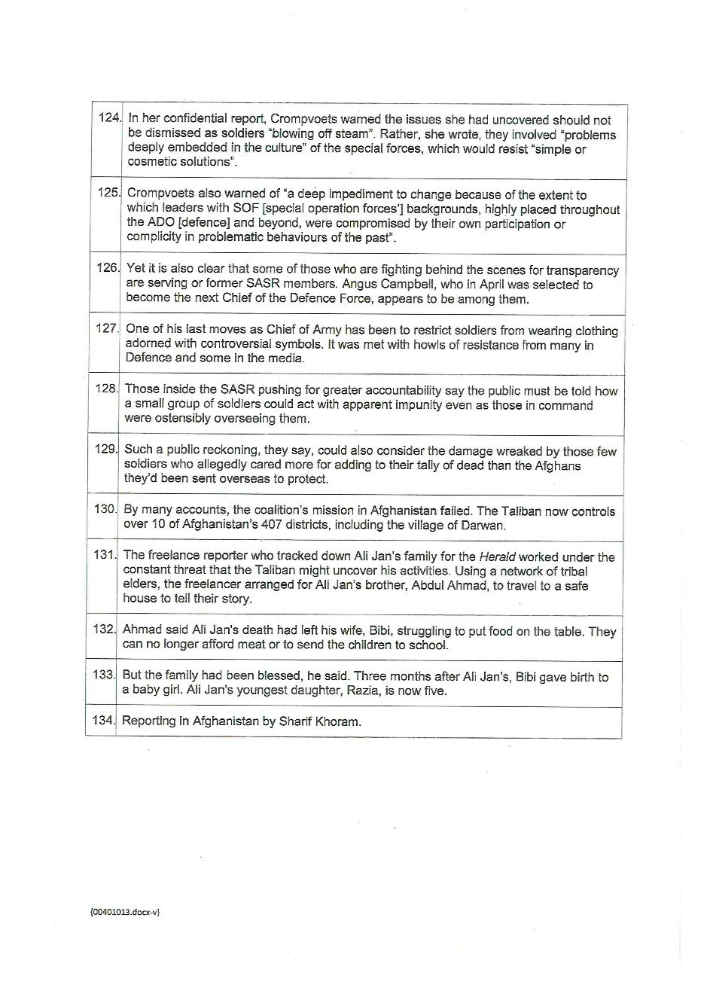 124. In her confidential report, Crompvoets warned the issues she had uncovered should not
be dismissed as soldiers "blowing off steam". Rather, she wrote, they involved "problems
deeply embedded in the culture" of the special forces, which would resist "simple or
cosmetic solutions".
125. Crompvoets also warned of "a deep impediment to change because of the extent to
which leaders with SOF [special operation forces'] backgrounds, highly placed throughout
the ADO [defence] and beyond, were compromised by their own participation or
complicity in problematic behaviours of the past".
126. Yet it is also clear that some of those who are fighting behind the scenes for transparency
are serving or former SASR members. Angus Campbell, who in April was selected to
become the next Chief of the Defence Force, appears to be among them.
127. One of his last moves as Chief of Army has been to restrict soldiers from wearing clothing
adorned with controversial symbols. It was met with howls of resistance from many in
Defence and some in the media.
128. Those inside the SASR pushing for greater accountability say the public must be told how
a small group of soldiers could act with apparent impunity even as those in command
were ostensibly overseeing them.
129. Such a public reckoning, they say, could also consider the damage wreaked by those few
soldiers who allegedly cared more for adding to their tally of dead than the Afghans
they'd been sent overseas to protect.
130. By many accounts, the coalition's mission in Afghanistan failed. The Taliban now controls
over 10 of Afghanistan's 407 districts, including the village of Darwan.
131. The freelance reporter who tracked down Ali Jan's family for the Herald worked under the
constant threat that the Taliban might uncover his activities. Using a network of tribal
elders, the freelancer arranged for Ali Jan's brother, Abdul Ahmad, to travel to a safe
house to tell their story.
132. Ahmad said Ali Jan's death had left his wife, Bibi, struggling to put food on the table. They
can no longer afford meat or to send the children to school.
133. But the family had been blessed, he said. Three months after Ali Jan's, Bibi gave birth to
a baby girl. Ali Jan's youngest daughter, Razia, is now five.
134. Reporting in Afghanistan by Sharif Khoram.
{00401013.docx-v}